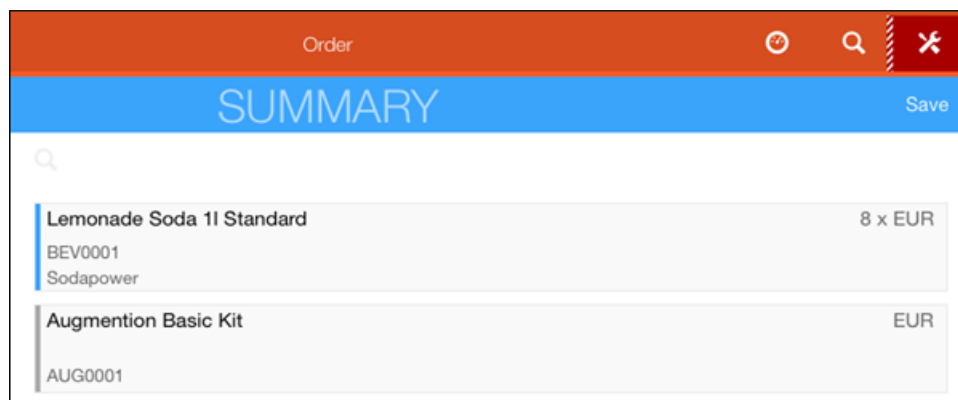 Order
SUMMARY Save
Lemonade Soda 1l Standard 8 x EUR
BEV0001
Sodapower
Augmention Basic Kit EUR
AUG0001